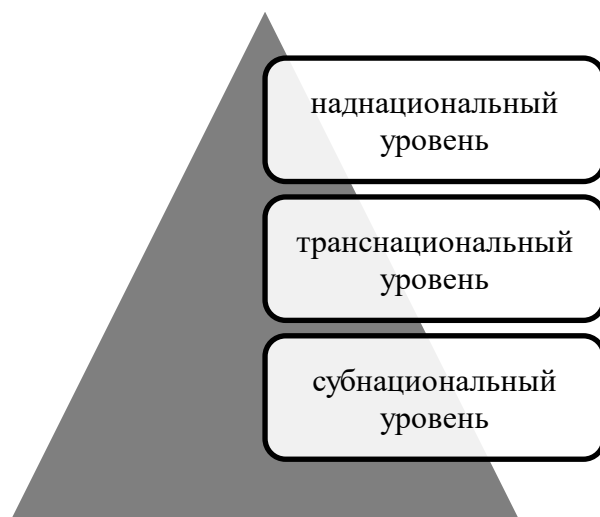 наднациональный
уровень
транснациональный
уровень
субнациональный
уровень